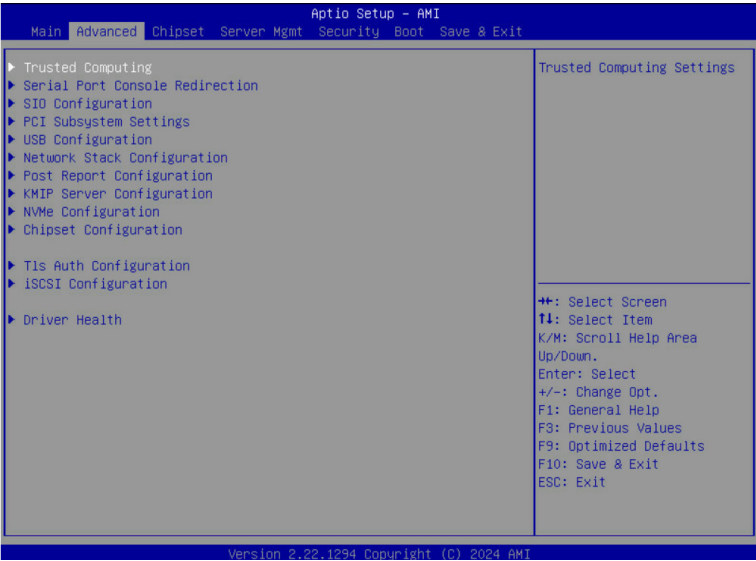 Aptio Setup - AMI
Main Advanced Chipset Server Mgmt Security Boot Save & Exit
Trusted Computing
Serial Port Console Redirection
SIO Configuration
PCI Subsystem Settings
USB Configuration
Network Stack Configuration
Post Report Configuration
KMIP Server Configuration
NVMe Configuration
Chipset Configuration
Tls Auth Configuration
iSCSI Configuration
Driver Health
Trusted Computing Settings
→←: Select Screen
↑↓: Select Item
K/M: Scroll Help Area
Up/Down.
Enter: Select
+/-: Change Opt.
F1: General Help
F3: Previous Values
F9: Optimized Defaults
F10: Save & Exit
ESC: Exit
Version 2.22.1294 Copyright (C) 2024 AMI